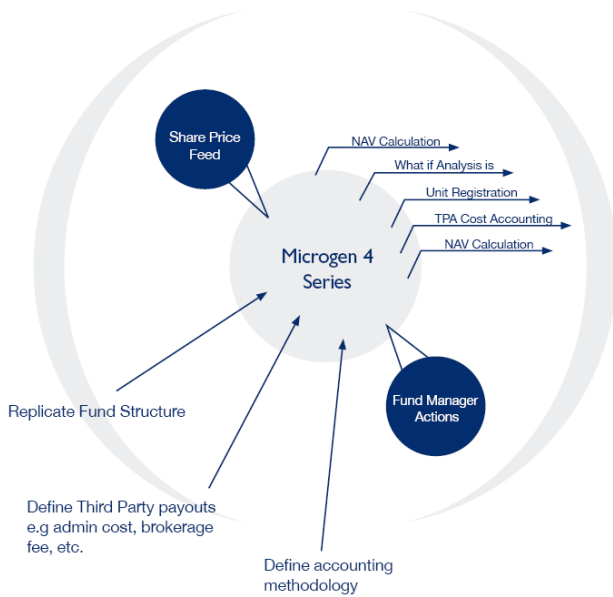 Share Price
Feed
NAV Calculation
What if Analysis is
Unit Registration
TPA Cost Accounting
NAV Calculation
Microgen 4
Series
Fund Manager
Actions
Replicate Fund Structure
Define Third Party payouts
e.g admin cost, brokerage
fee, etc.
Define accounting
methodology